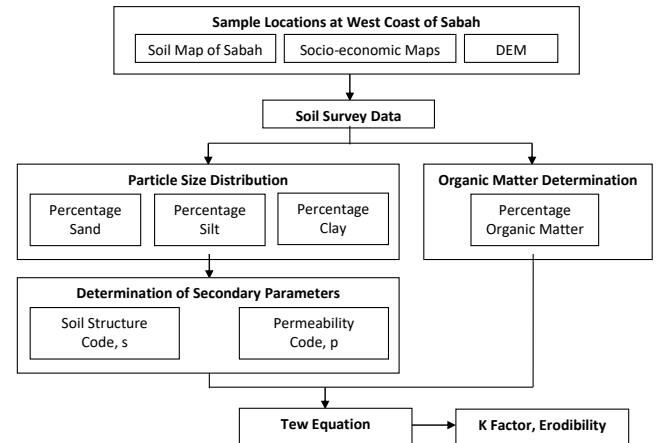 Sample Locations at West Coast of Sabah
Soil Map of Sabah
Socio-economic Maps
DEM
Soil Survey Data
Particle Size Distribution
Percentage
Sand
Percentage
Silt
Percentage
Clay
Organic Matter Determination
Percentage
Organic Matter
Determination of Secondary Parameters
Soil Structure
Code, s
Permeability
Code, p
Tew Equation
K Factor, Erodibility